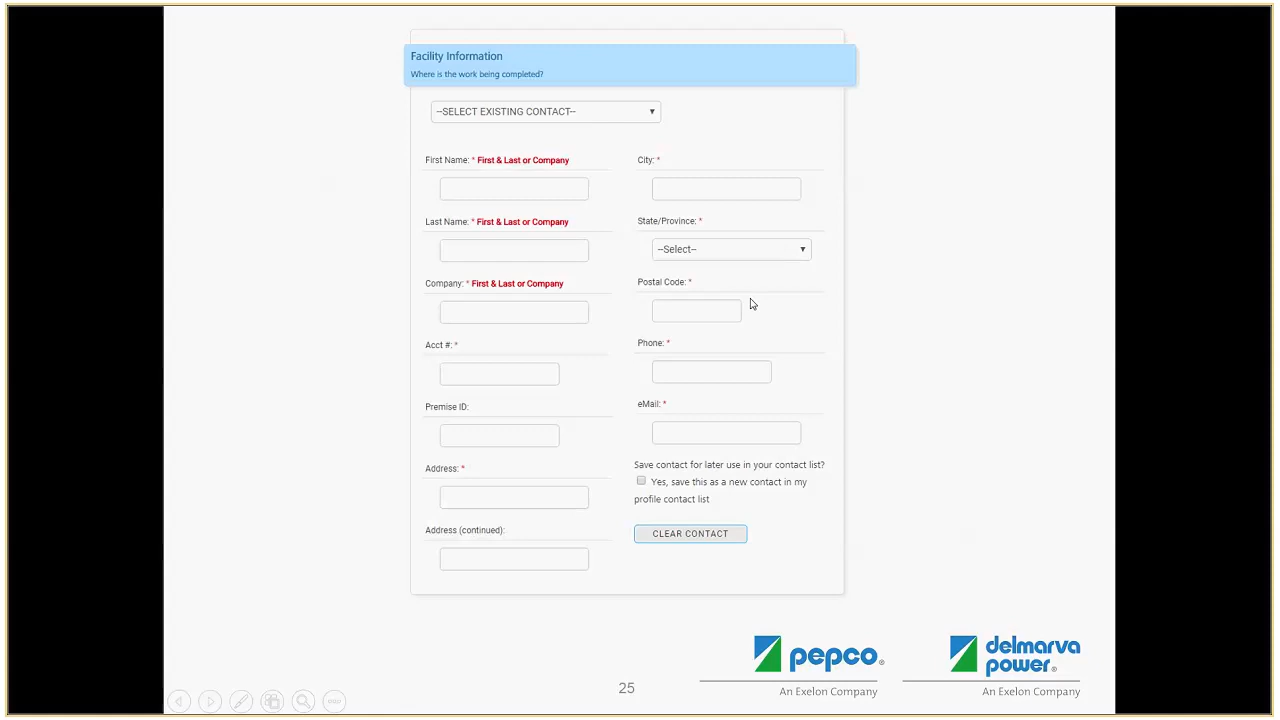 Facility Information
Where is the work being completed?
--SELECT EXISTING CONTACT--
First Name: * First & Last or Company
Last Name: * First & Last or Company
Company: * First & Last or Company
Acct #: *
Premise ID:
Address: *
Address (continued):
City: *
State/Province: *
--Select--
Postal Code: *
Phone: *
eMail: *
Save contact for later use in your contact list?
Yes, save this as a new contact in my
profile contact list
CLEAR CONTACT
pepco®
An Exelon Company
delmarva
power®
An Exelon Company
25